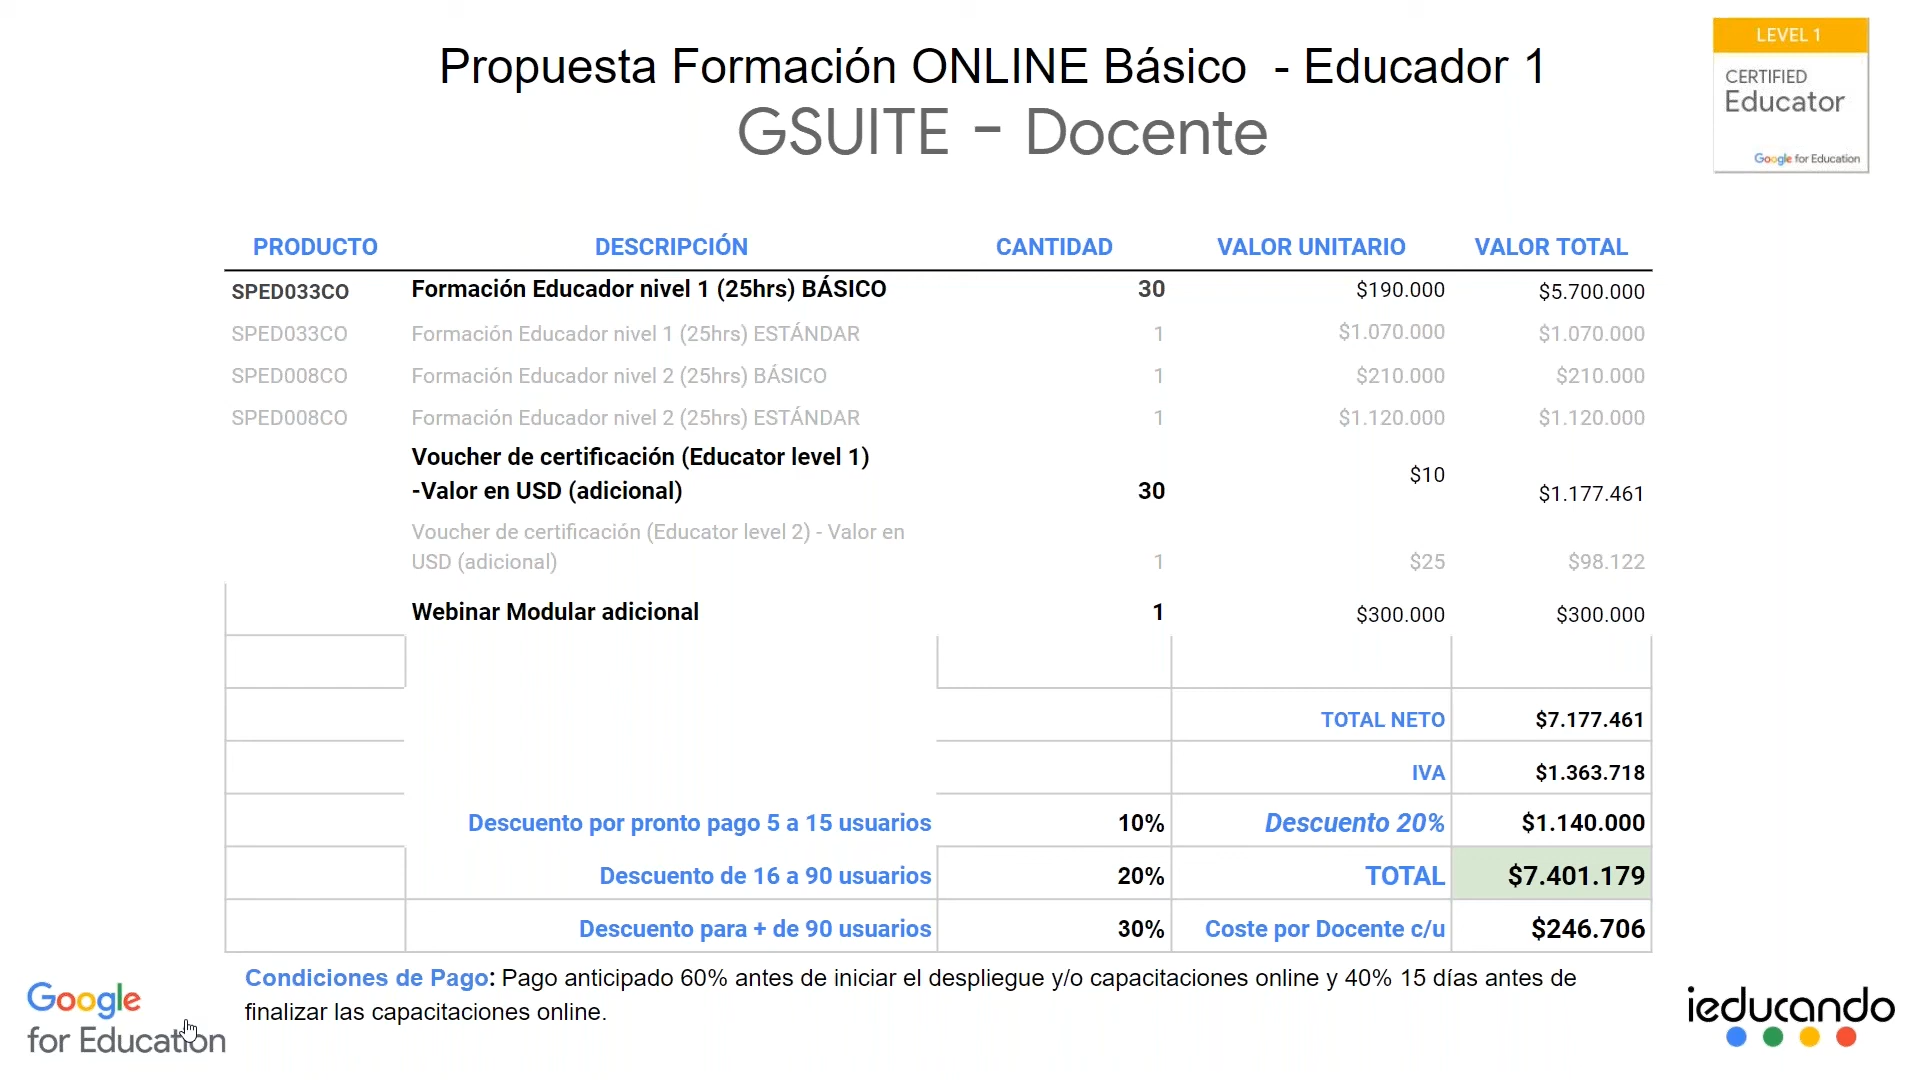 Propuesta Formación ONLINE Básico - Educador 1
GSUITE - Docente
LEVEL 1
CERTIFIED
Educator
Google for Education
PRODUCTO DESCRIPCIÓN CANTIDAD VALOR UNITARIO VALOR TOTAL
SPED033CO Formación Educador nivel 1 (25hrs) BÁSICO 30 $190.000 $5.700.000
SPED033CO Formación Educador nivel 1 (25hrs) ESTÁNDAR 1 $1.070.000 $1.070.000
SPED008CO Formación Educador nivel 2 (25hrs) BÁSICO 1 $210.000 $210.000
SPED008CO Formación Educador nivel 2 (25hrs) ESTÁNDAR 1 $1.120.000 $1.120.000
Voucher de certificación (Educator level 1)
-Valor en USD (adicional) 30 $10 $1.177.461
Voucher de certificación (Educator level 2) - Valor en
USD (adicional) 1 $25 $98.122
Webinar Modular adicional 1 $300.000 $300.000
TOTAL NETO $7.177.461
IVA $1.363.718
Descuento por pronto pago 5 a 15 usuarios 10% Descuento 20% $1.140.000
Descuento de 16 a 90 usuarios 20% TOTAL $7.401.179
Descuento para + de 90 usuarios 30% Coste por Docente c/u $246.706
Condiciones de Pago: Pago anticipado 60% antes de iniciar el despliegue y/o capacitaciones online y 40% 15 días antes de
finalizar las capacitaciones online.
Google
for Education
ieducando